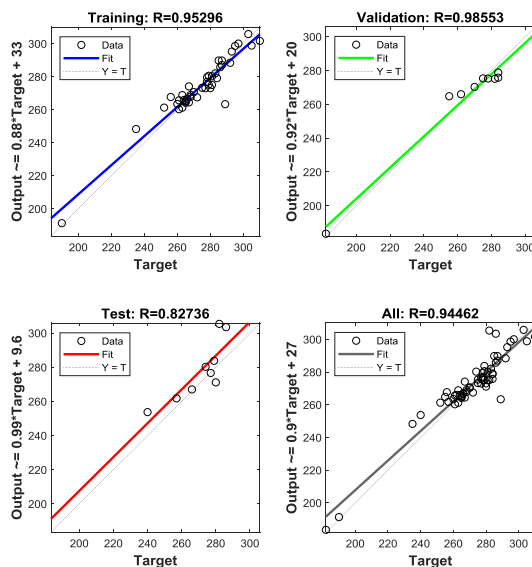 Training: R=0.95296
Output ~= 0.88*Target + 33
300
280
260
240
220
200
Data
Fit
Y = T
200 220 240 260 280 300
Target
Validation: R=0.98553
Output ~= 0.92*Target + 20
300
280
260
240
220
200
Data
Fit
Y = T
200 220 240 260 280 300
Target
Test: R=0.82736
Output ~= 0.99*Target + 9.6
300
280
260
240
220
200
Data
Fit
Y = T
200 220 240 260 280 300
Target
All: R=0.94462
Output ~= 0.9*Target + 27
300
280
260
240
220
200
Data
Fit
Y = T
200 220 240 260 280 300
Target